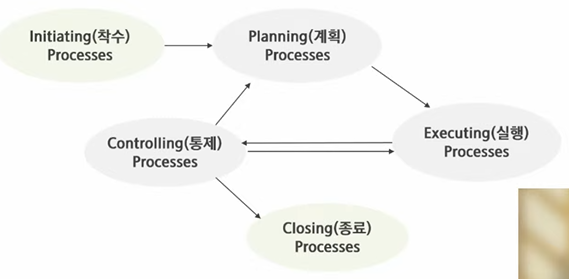 Initiating(착수)
Processes
Planning(계획)
Processes
Controlling(통제)
Processes
Executing(실행)
Processes
Closing(종료)
Processes